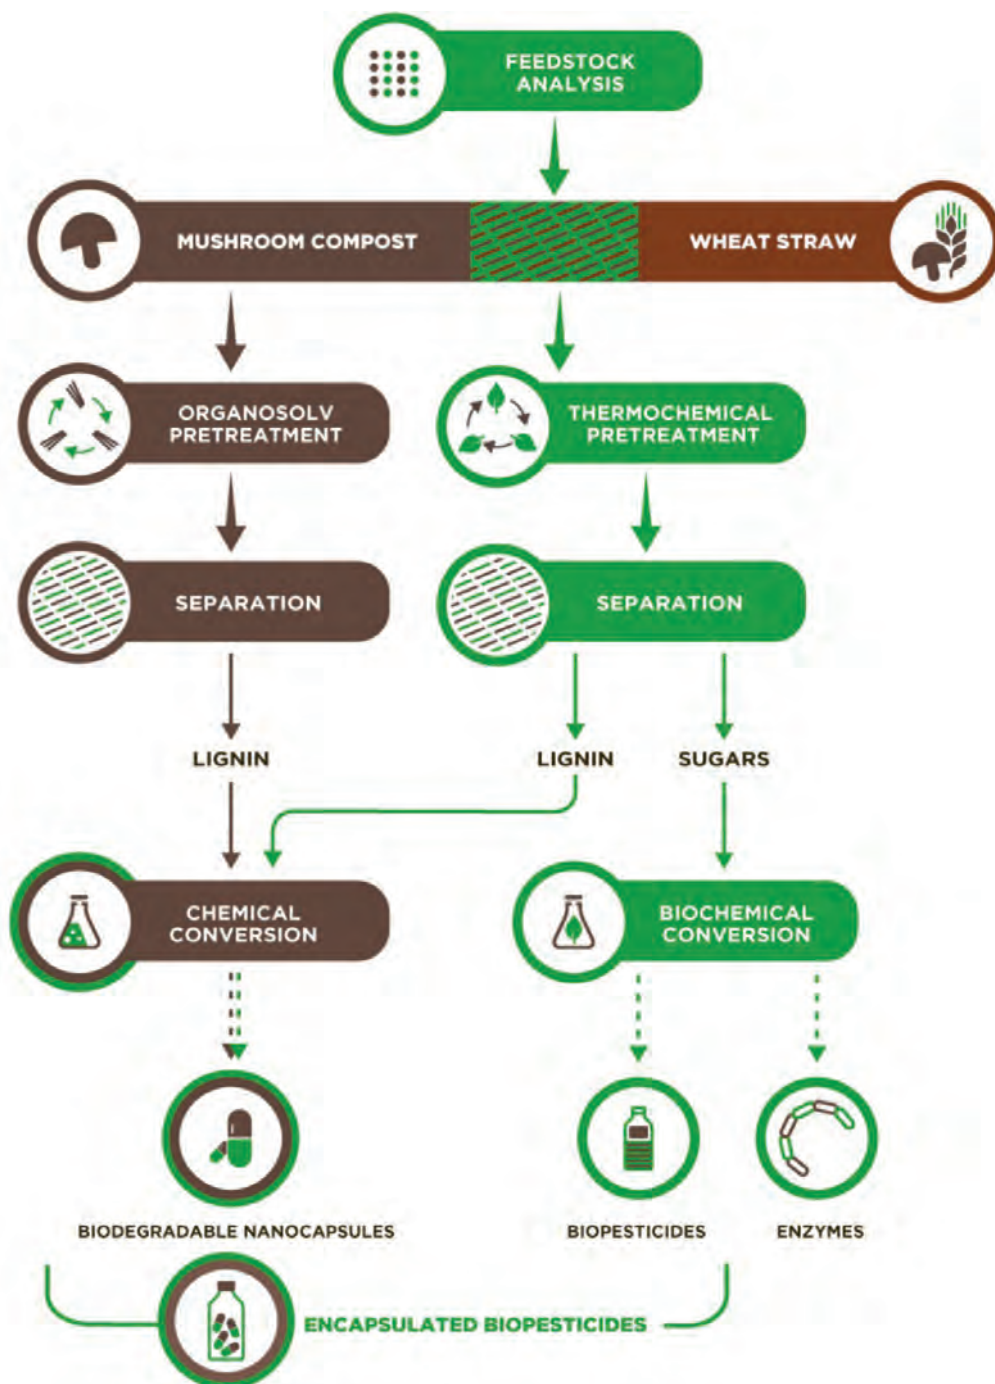 FEEDSTOCK
ANALYSIS
MUSHROOM COMPOST
WHEAT STRAW
ORGANOSOLV
PRETREATMENT
THERMOCHEMICAL
PRETREATMENT
SEPARATION
SEPARATION
LIGNIN
LIGNIN
SUGARS
CHEMICAL
CONVERSION
BIOCHEMICAL
CONVERSION
BIODEGRADABLE NANOCAPSULES
BIOPESTICIDES
ENZYMES
ENCAPSULATED BIOPESTICIDES